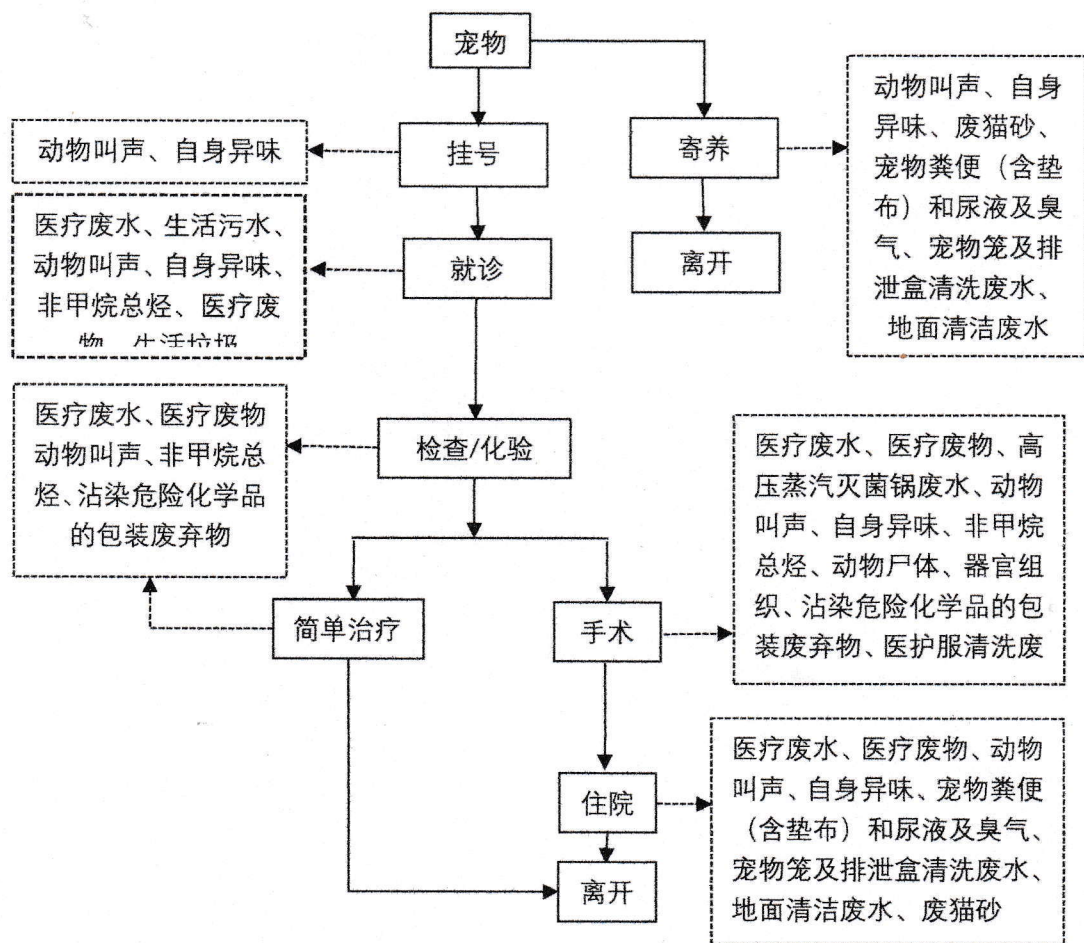 宠物
动物叫声、自身异味
挂号
寄养
动物叫声、自身
异味、废猫砂、
宠物粪便（含垫
布）和尿液及臭
气、宠物笼及排
泄盒清洗废水、
地面清洁废水
医疗废水、生活污水、
动物叫声、自身异味、
非甲烷总烃、医疗废
物、生活垃圾
就诊
离开
医疗废水、医疗废物
动物叫声、非甲烷总
烃、沾染危险化学品
的包装废弃物
检查/化验
医疗废水、医疗废物、高
压蒸汽灭菌锅废水、动物
叫声、自身异味、非甲烷
总烃、动物尸体、器官组
织、沾染危险化学品的包
装废弃物、医护服清洗废
简单治疗
手术
住院
医疗废水、医疗废物、动物
叫声、自身异味、宠物粪便
（含垫布）和尿液及臭气、
宠物笼及排泄盒清洗废水、
地面清洁废水、废猫砂
离开